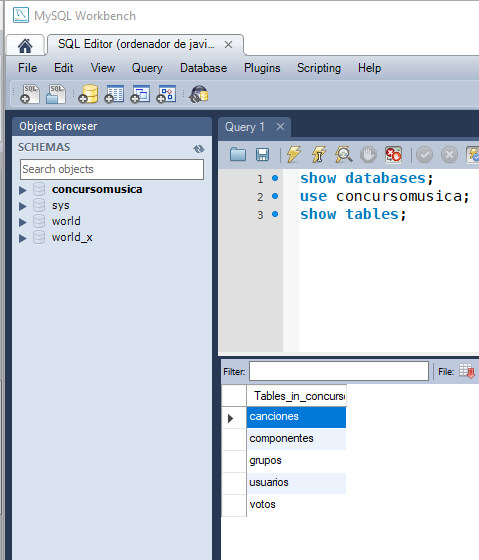 MySQL Workbench
SQL Editor (ordenador de javi... ×
File Edit View Query Database Plugins Scripting Help
Object Browser
SCHEMAS
Search objects
concursomusica
sys
world
world_x
Query 1 ×
1 show databases;
2 use concursomusica;
3 show tables;
Filter: File:
Tables_in_concurso
canciones
componentes
grupos
usuarios
votos